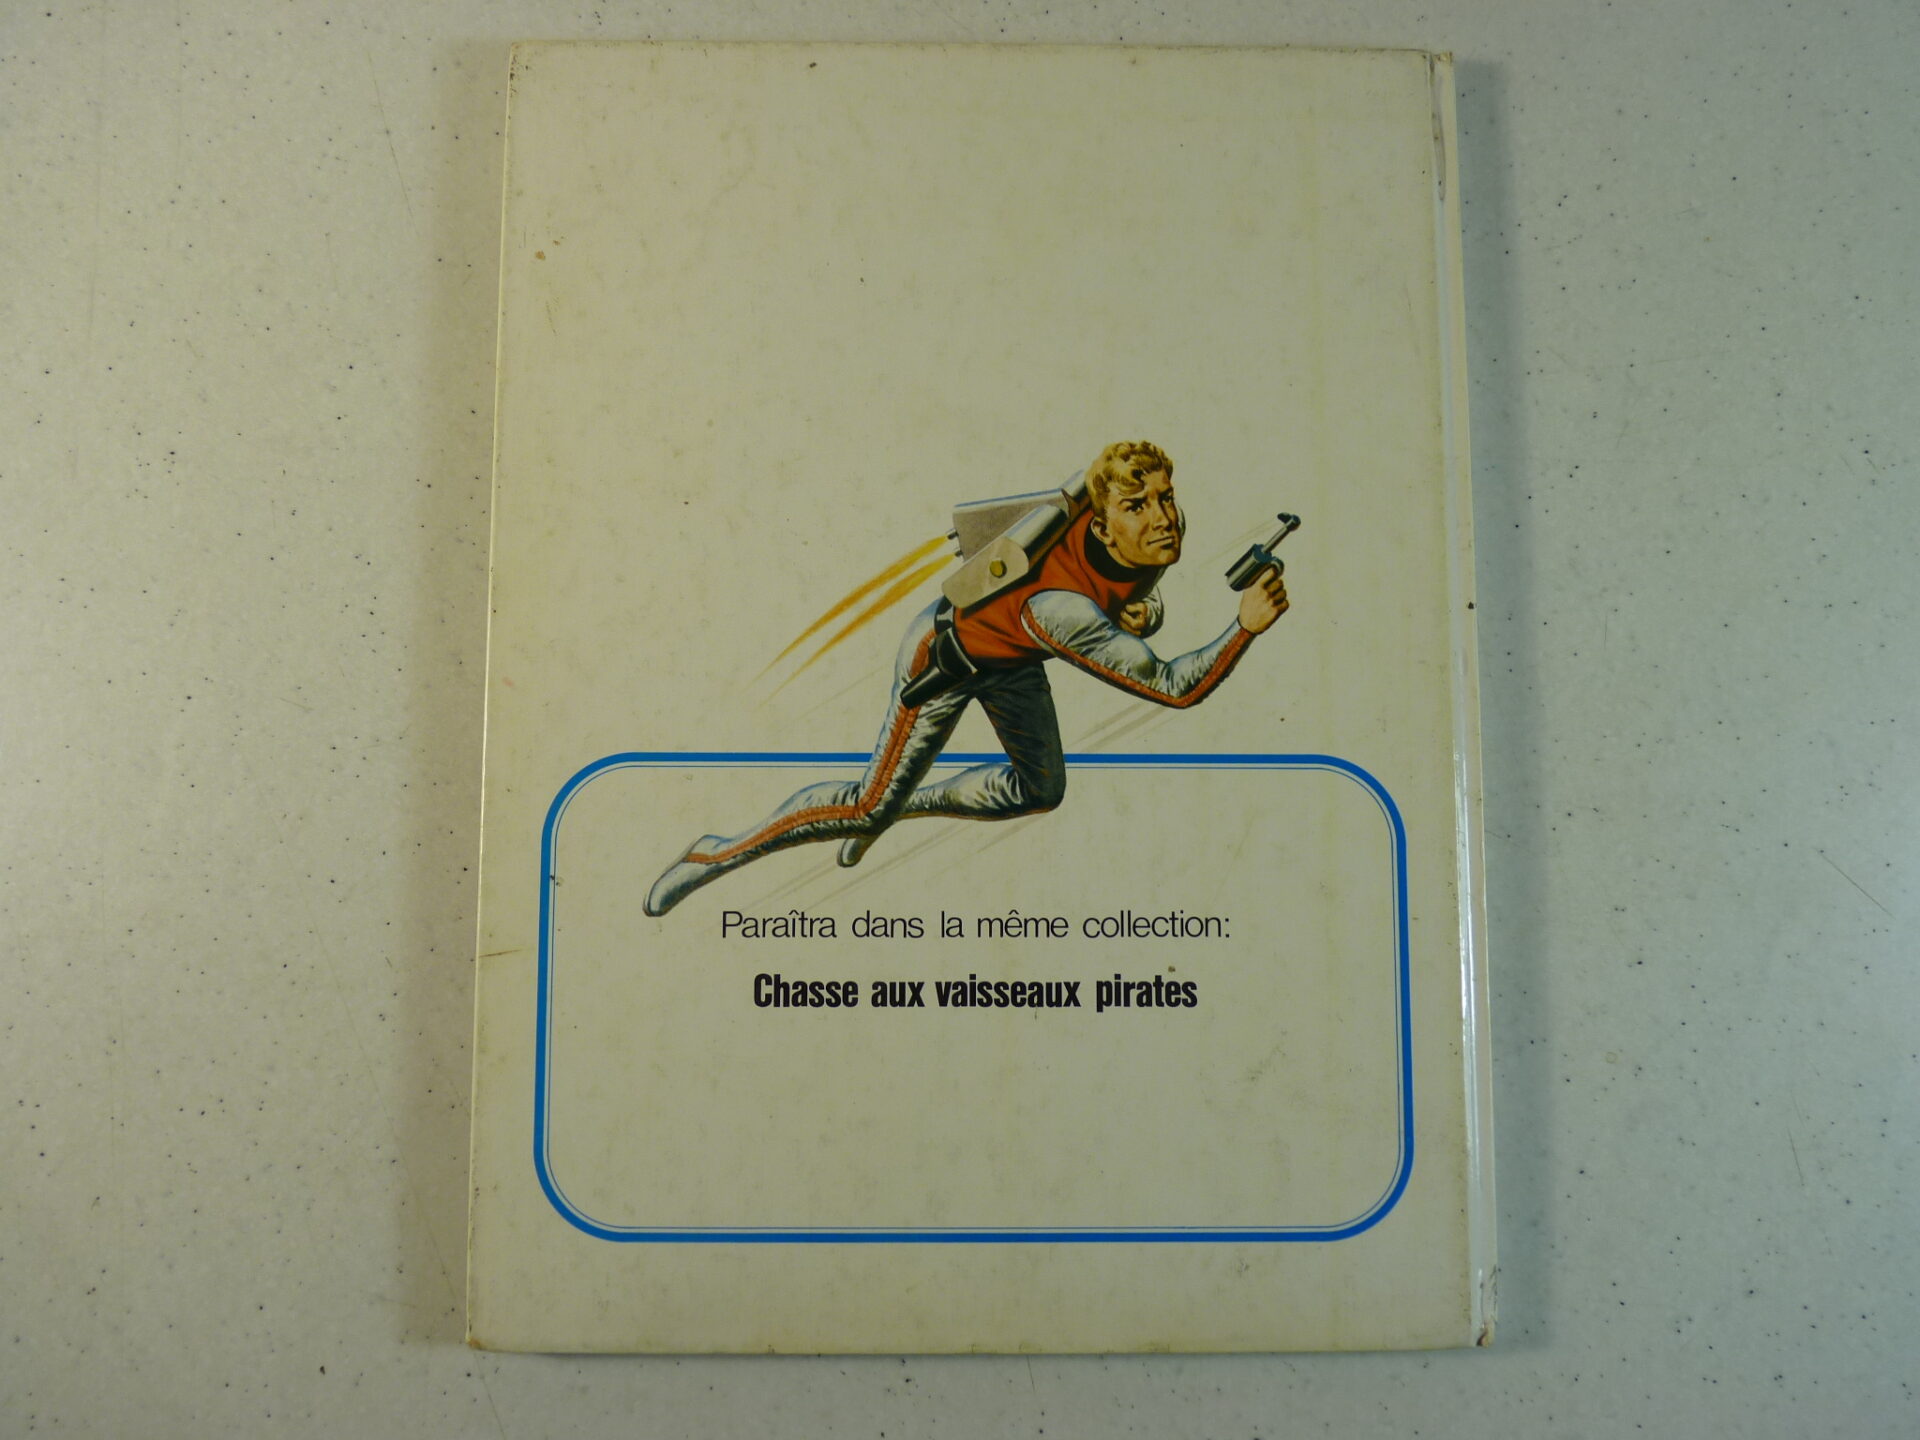 Paraîtra dans la même collection:
Chasse aux vaisseaux pirates